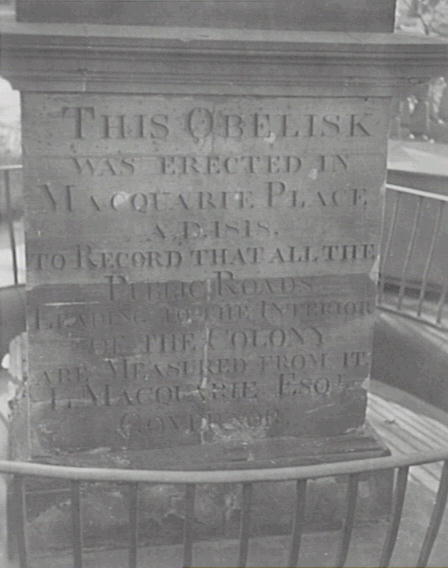 THIS OBELISK
WAS ERECTED IN
MACQUARIE PLACE
A.D.1818.
TO RECORD THAT ALL THE
PUBLIC ROADS
LEADING TO THE INTERIOR
OF THE COLONY
ARE MEASURED FROM IT.
L. MACQUARIE ESQR
GOVERNOR.